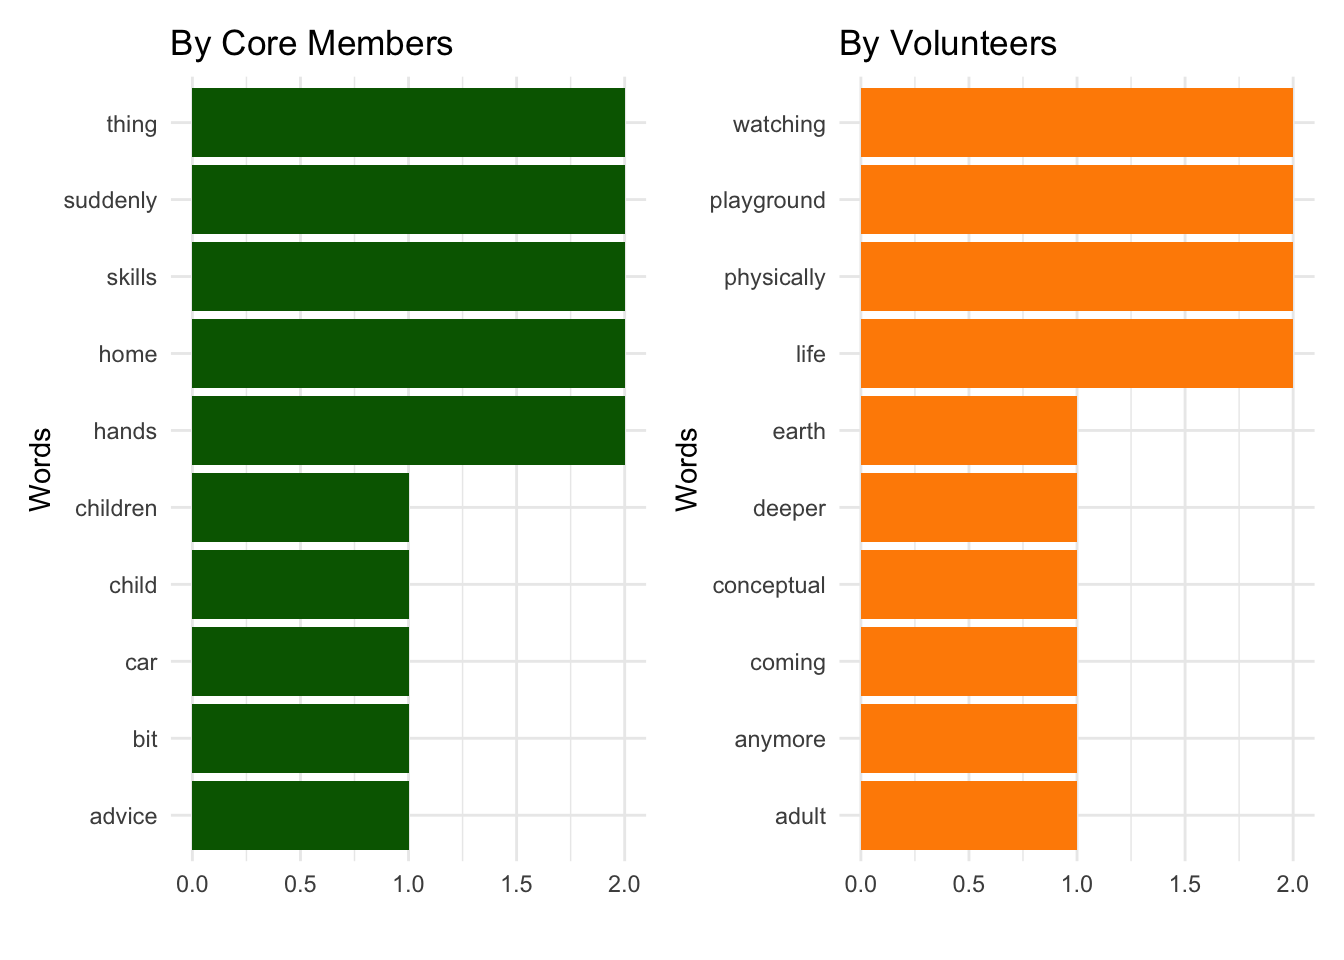 By Core Members
Words
thing
suddenly
skills
home
hands
children
child
car
bit
advice
0.0 0.5 1.0 1.5 2.0
By Volunteers
Words
watching
playground
physically
life
earth
deeper
conceptual
coming
anymore
adult
0.0 0.5 1.0 1.5 2.0